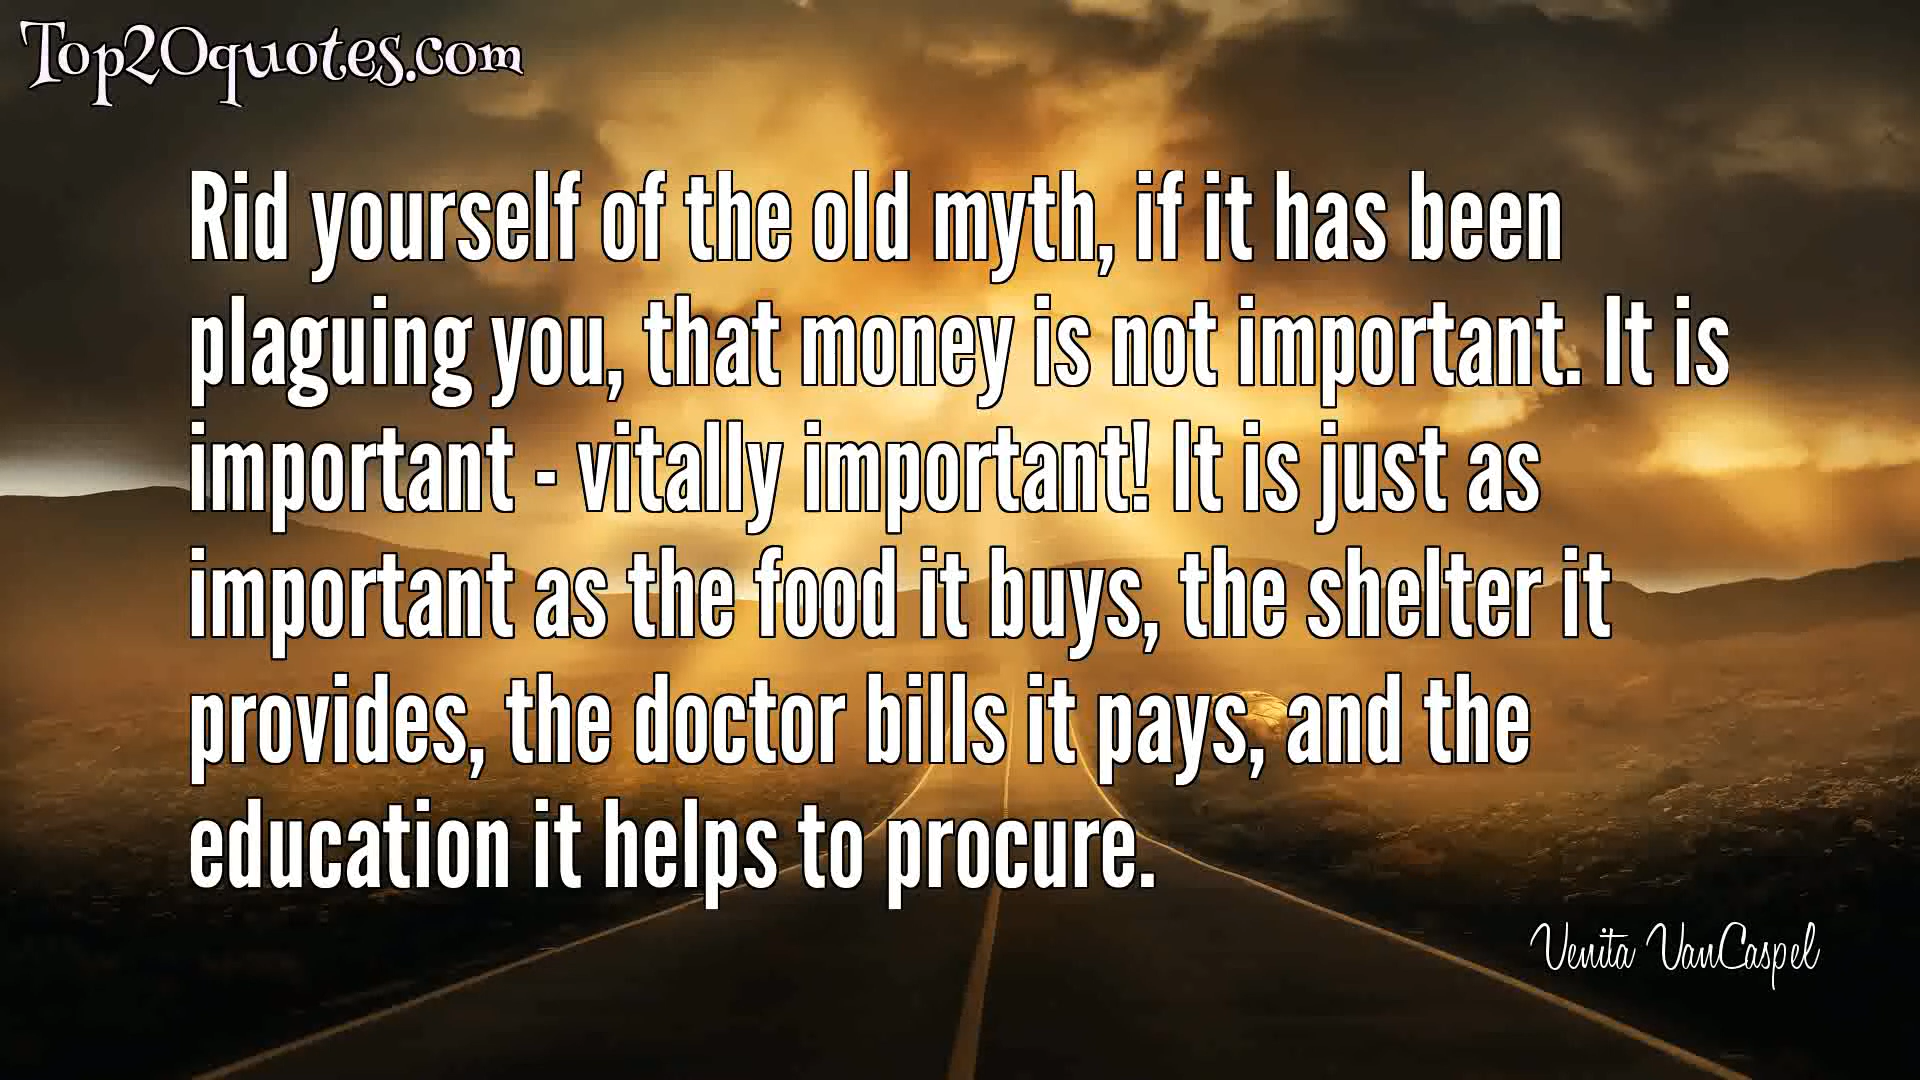 Top20quotes.com
Rid yourself of the old myth, if it has been
plaguing you, that money is not important. It is
important - vitally important! It is just as
important as the food it buys, the shelter it
provides, the doctor bills it pays, and the
education it helps to procure.
Venita VanCaspel